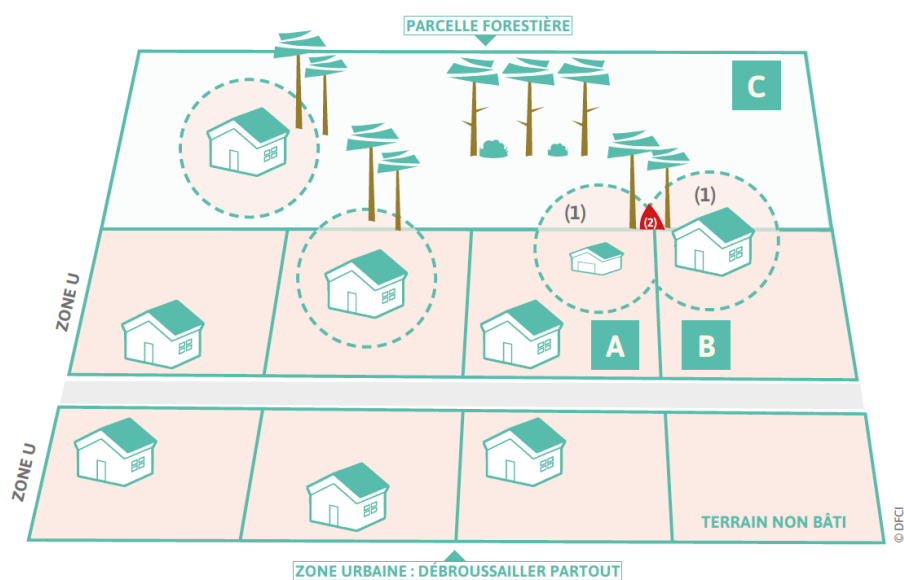 PARCELLE FORESTIÈRE
C
(1)
(1)
(2)
ZONE U
A
B
ZONE U
TERRAIN NON BÂTI
© DFCI
ZONE URBAINE : DÉBROUSSAILLER PARTOUT